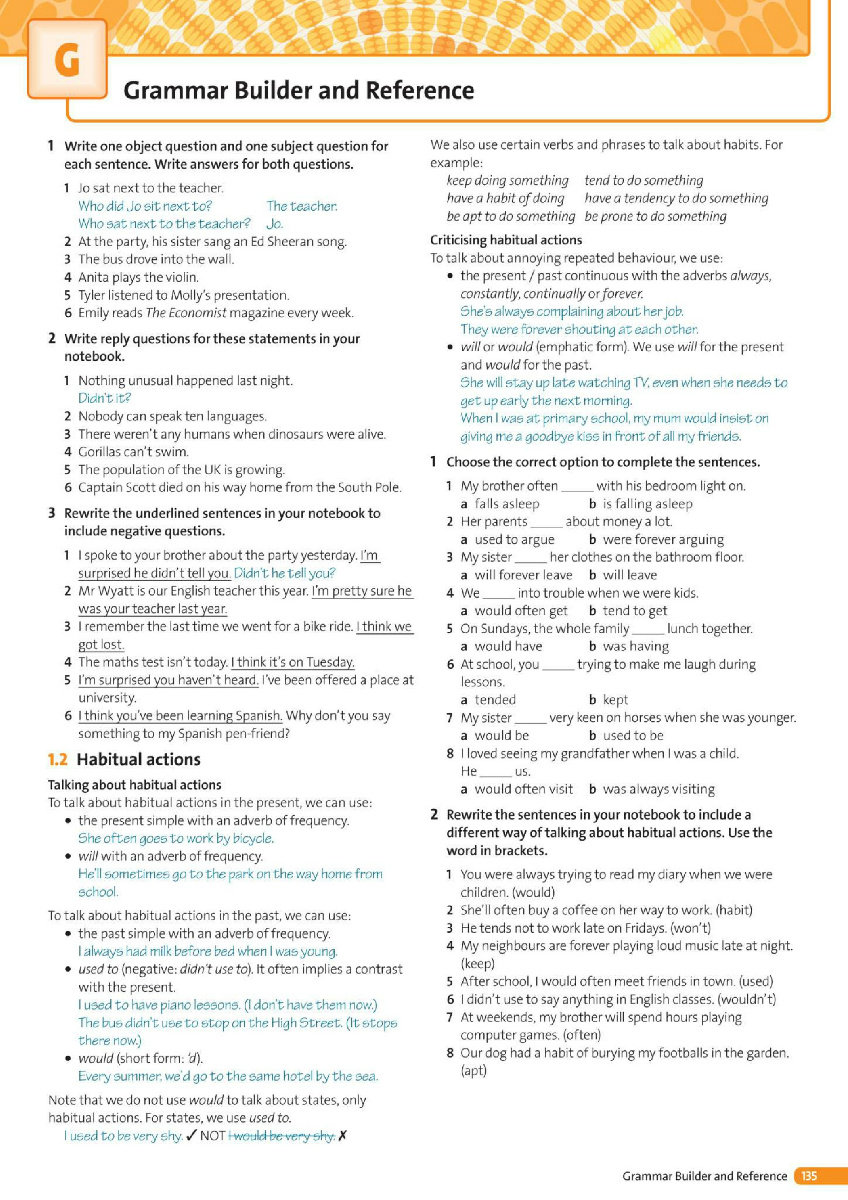 G
Grammar Builder and Reference
1 Write one object question and one subject question for
each sentence. Write answers for both questions.
1 Jo sat next to the teacher.
Who did Jo sit next to? The teacher.
Who sat next to the teacher? Jo.
2 At the party, his sister sang an Ed Sheeran song.
3 The bus drove into the wall.
4 Anita plays the violin.
5 Tyler listened to Molly's presentation.
6 Emily reads The Economist magazine every week.
2 Write reply questions for these statements in your
notebook.
1 Nothing unusual happened last night.
Didn't it?
2 Nobody can speak ten languages.
3 There weren't any humans when dinosaurs were alive.
4 Gorillas can't swim.
5 The population of the UK is growing.
6 Captain Scott died on his way home from the South Pole.
3 Rewrite the underlined sentences in your notebook to
include negative questions.
1 I spoke to your brother about the party yesterday. I'm
surprised he didn't tell you. Didn't he tell you?
2 Mr Wyatt is our English teacher this year. I'm pretty sure he
was your teacher last year.
3 I remember the last time we went for a bike ride. I think we
got lost.
4 The maths test isn't today. I think it's on Tuesday.
5 I'm surprised you haven't heard. I've been offered a place at
university.
6 I think you've been learning Spanish. Why don't you say
something to my Spanish pen-friend?
1.2 Habitual actions
Talking about habitual actions
To talk about habitual actions in the present, we can use:
• the present simple with an adverb of frequency.
She often goes to work by bicycle.
• will with an adverb of frequency.
He'll sometimes go to the park on the way home from
school.
To talk about habitual actions in the past, we can use:
• the past simple with an adverb of frequency.
I always had milk before bed when I was young.
• used to (negative: didn't use to). It often implies a contrast
with the present.
I used to have piano lessons. (I don't have them now.)
The bus didn't use to stop on the High Street. (It stops
there now.)
• would (short form: 'd).
Every summer, we'd go to the same hotel by the sea.
Note that we do not use would to talk about states, only
habitual actions. For states, we use used to.
I used to be very shy. ✓ NOT I would be very shy. ✗
We also use certain verbs and phrases to talk about habits. For
example:
keep doing something tend to do something
have a habit of doing have a tendency to do something
be apt to do something be prone to do something
Criticising habitual actions
To talk about annoying repeated behaviour, we use:
• the present / past continuous with the adverbs always,
constantly, continually or forever.
She's always complaining about her job.
They were forever shouting at each other.
• will or would (emphatic form). We use will for the present
and would for the past.
She will stay up late watching TV, even when she needs to
get up early the next morning.
When I was at primary school, my mum would insist on
giving me a goodbye kiss in front of all my friends.
1 Choose the correct option to complete the sentences.
1 My brother often _____ with his bedroom light on.
a falls asleep b is falling asleep
2 Her parents _____ about money a lot.
a used to argue b were forever arguing
3 My sister _____ her clothes on the bathroom floor.
a will forever leave b will leave
4 We _____ into trouble when we were kids.
a would often get b tend to get
5 On Sundays, the whole family _____ lunch together.
a would have b was having
6 At school, you _____ trying to make me laugh during
lessons.
a tended b kept
7 My sister _____ very keen on horses when she was younger.
a would be b used to be
8 I loved seeing my grandfather when I was a child.
He _____ us.
a would often visit b was always visiting
2 Rewrite the sentences in your notebook to include a
different way of talking about habitual actions. Use the
word in brackets.
1 You were always trying to read my diary when we were
children. (would)
2 She'll often buy a coffee on her way to work. (habit)
3 He tends not to work late on Fridays. (won't)
4 My neighbours are forever playing loud music late at night.
(keep)
5 After school, I would often meet friends in town. (used)
6 I didn't use to say anything in English classes. (wouldn't)
7 At weekends, my brother will spend hours playing
computer games. (often)
8 Our dog had a habit of burying my footballs in the garden.
(apt)
Grammar Builder and Reference 135